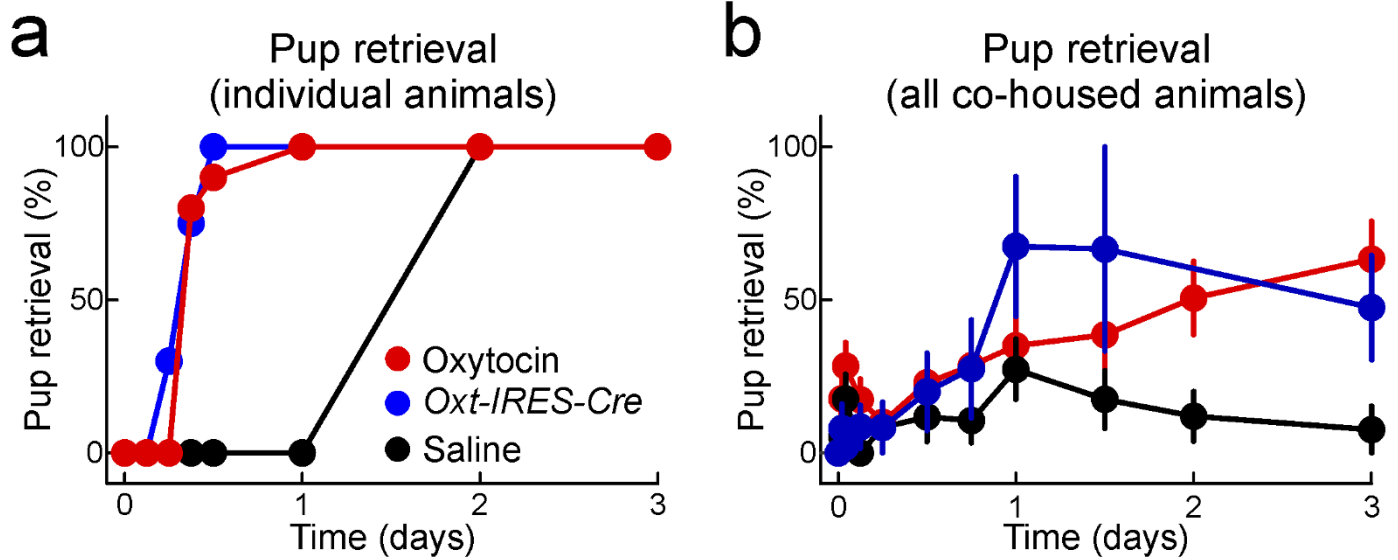 a
Pup retrieval
(individual animals)
Pup retrieval (%)
100
50
0
Oxytocin
Oxt-IRES-Cre
Saline
0 1 2 3
Time (days)
b
Pup retrieval
(all co-housed animals)
Pup retrieval (%)
100
50
0
0 1 2 3
Time (days)